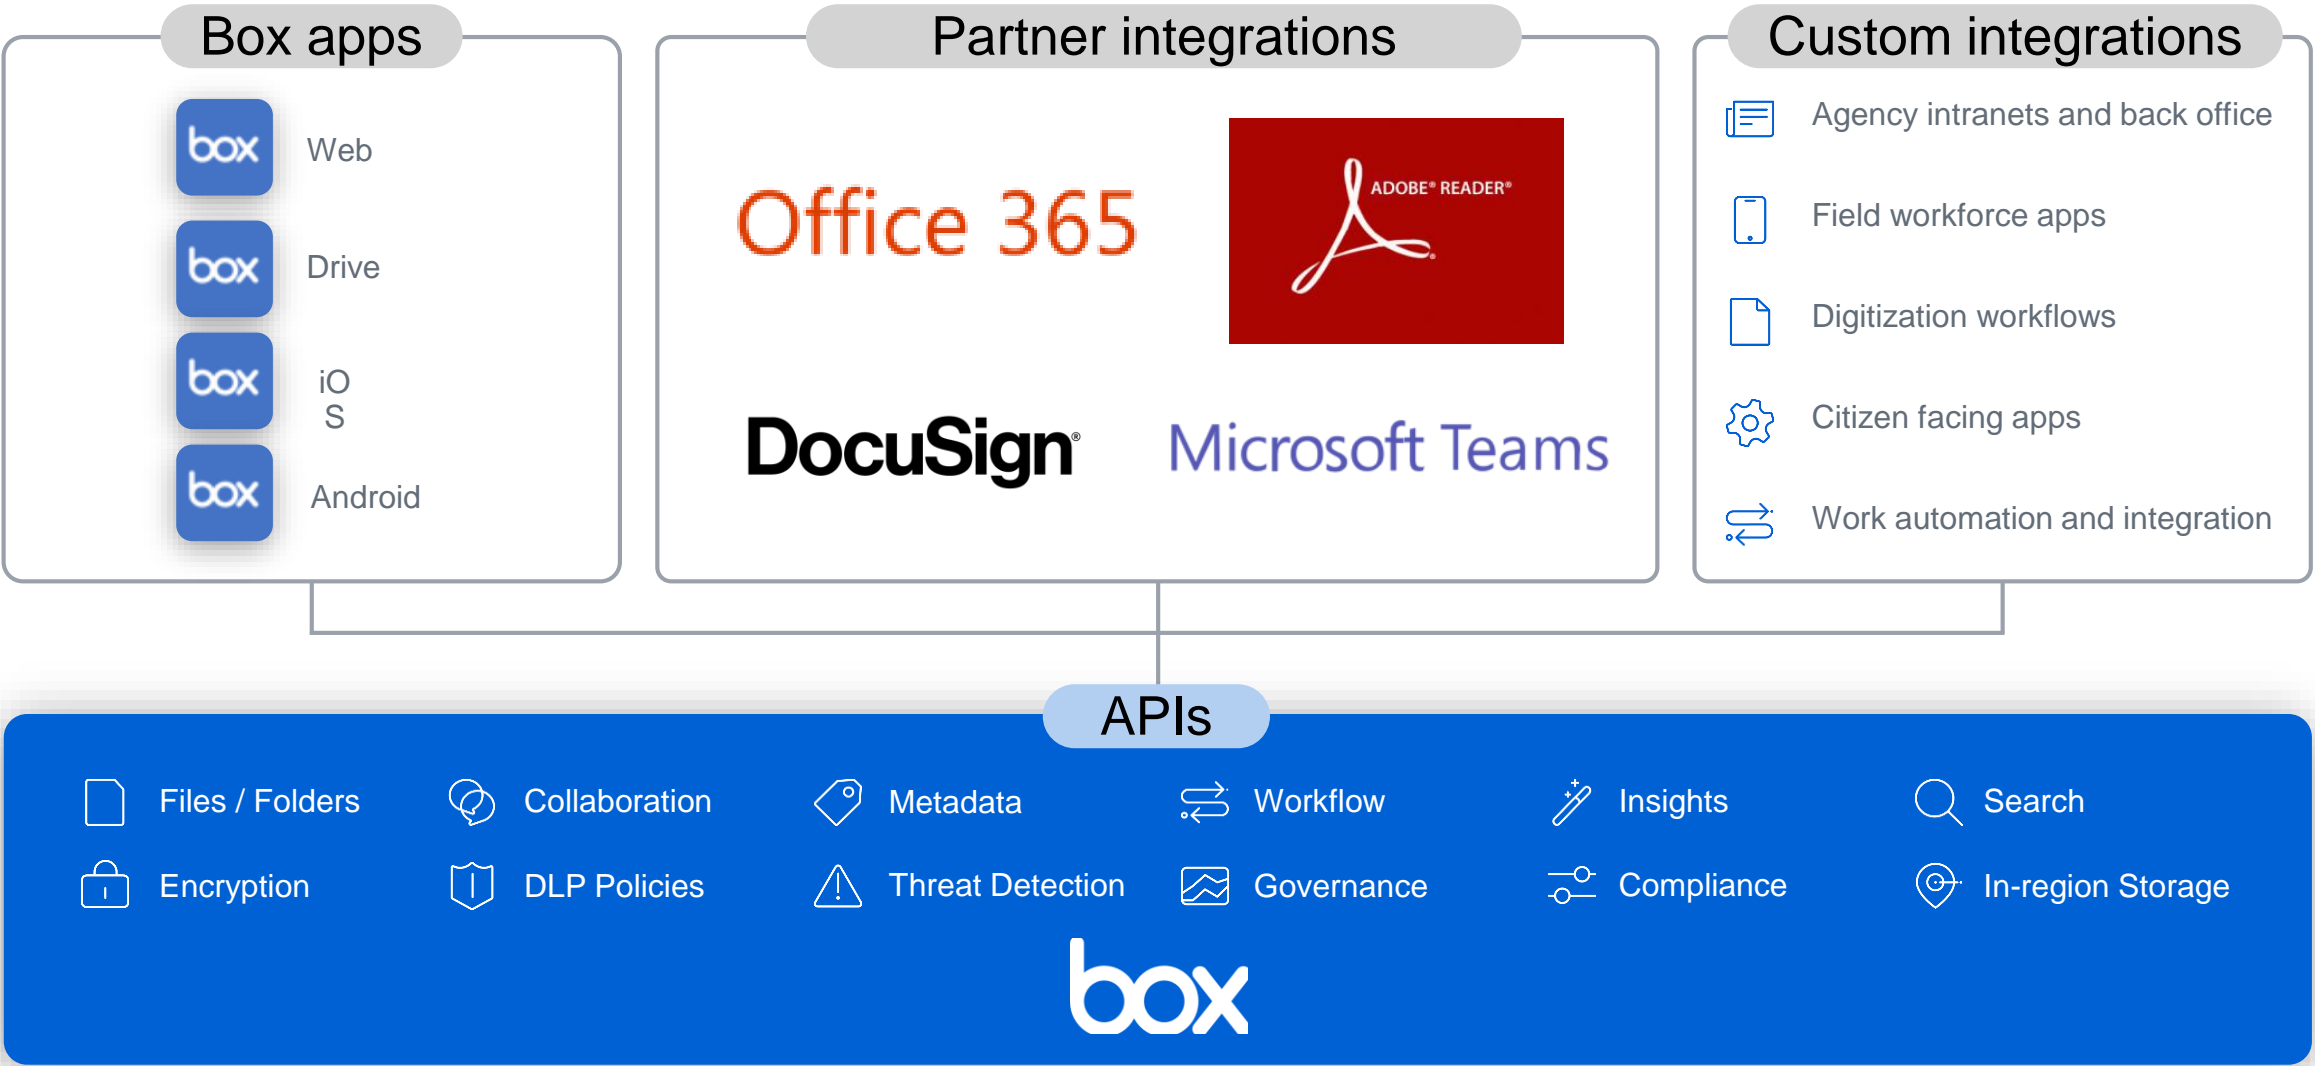 Box apps
box Web
box Drive
box iO
S
box Android
Partner integrations
Office 365
ADOBE® READER®
DocuSign®
Microsoft Teams
Custom integrations
Agency intranets and back office
Field workforce apps
Digitization workflows
Citizen facing apps
Work automation and integration
APIs
Files / Folders Collaboration Metadata Workflow Insights Search
Encryption DLP Policies Threat Detection Governance Compliance In-region Storage
box